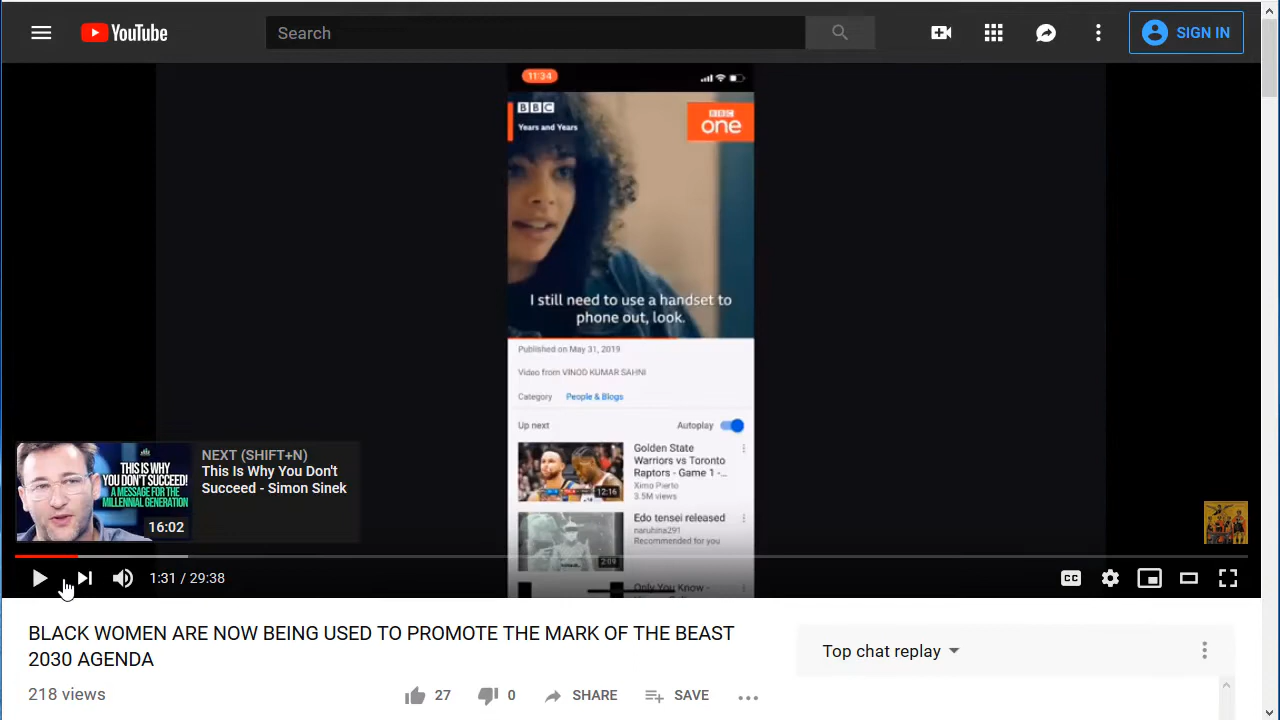 YouTube
Search
SIGN IN
11:34
BBC
Years and Years
BBC
one
I still need to use a handset to
phone out, look.
Published on May 31, 2019
Video from VINOD KUMAR SAHNI
Category People & Blogs
Up next Autoplay
Golden State
Warriors vs Toronto
Raptors - Game 1 -...
Ximo Pierto
3.5M views
12:16
Edo tensei released
naruhina291
Recommended for you
2:09
Only You Know -
THIS IS WHY
YOU DON'T SUCCEED!
A MESSAGE FOR THE
MILLENNIAL GENERATION
16:02
NEXT (SHIFT+N)
This Is Why You Don't
Succeed - Simon Sinek
1:31 / 29:38
CC
BLACK WOMEN ARE NOW BEING USED TO PROMOTE THE MARK OF THE BEAST
2030 AGENDA
218 views
27
0
SHARE
SAVE
Top chat replay